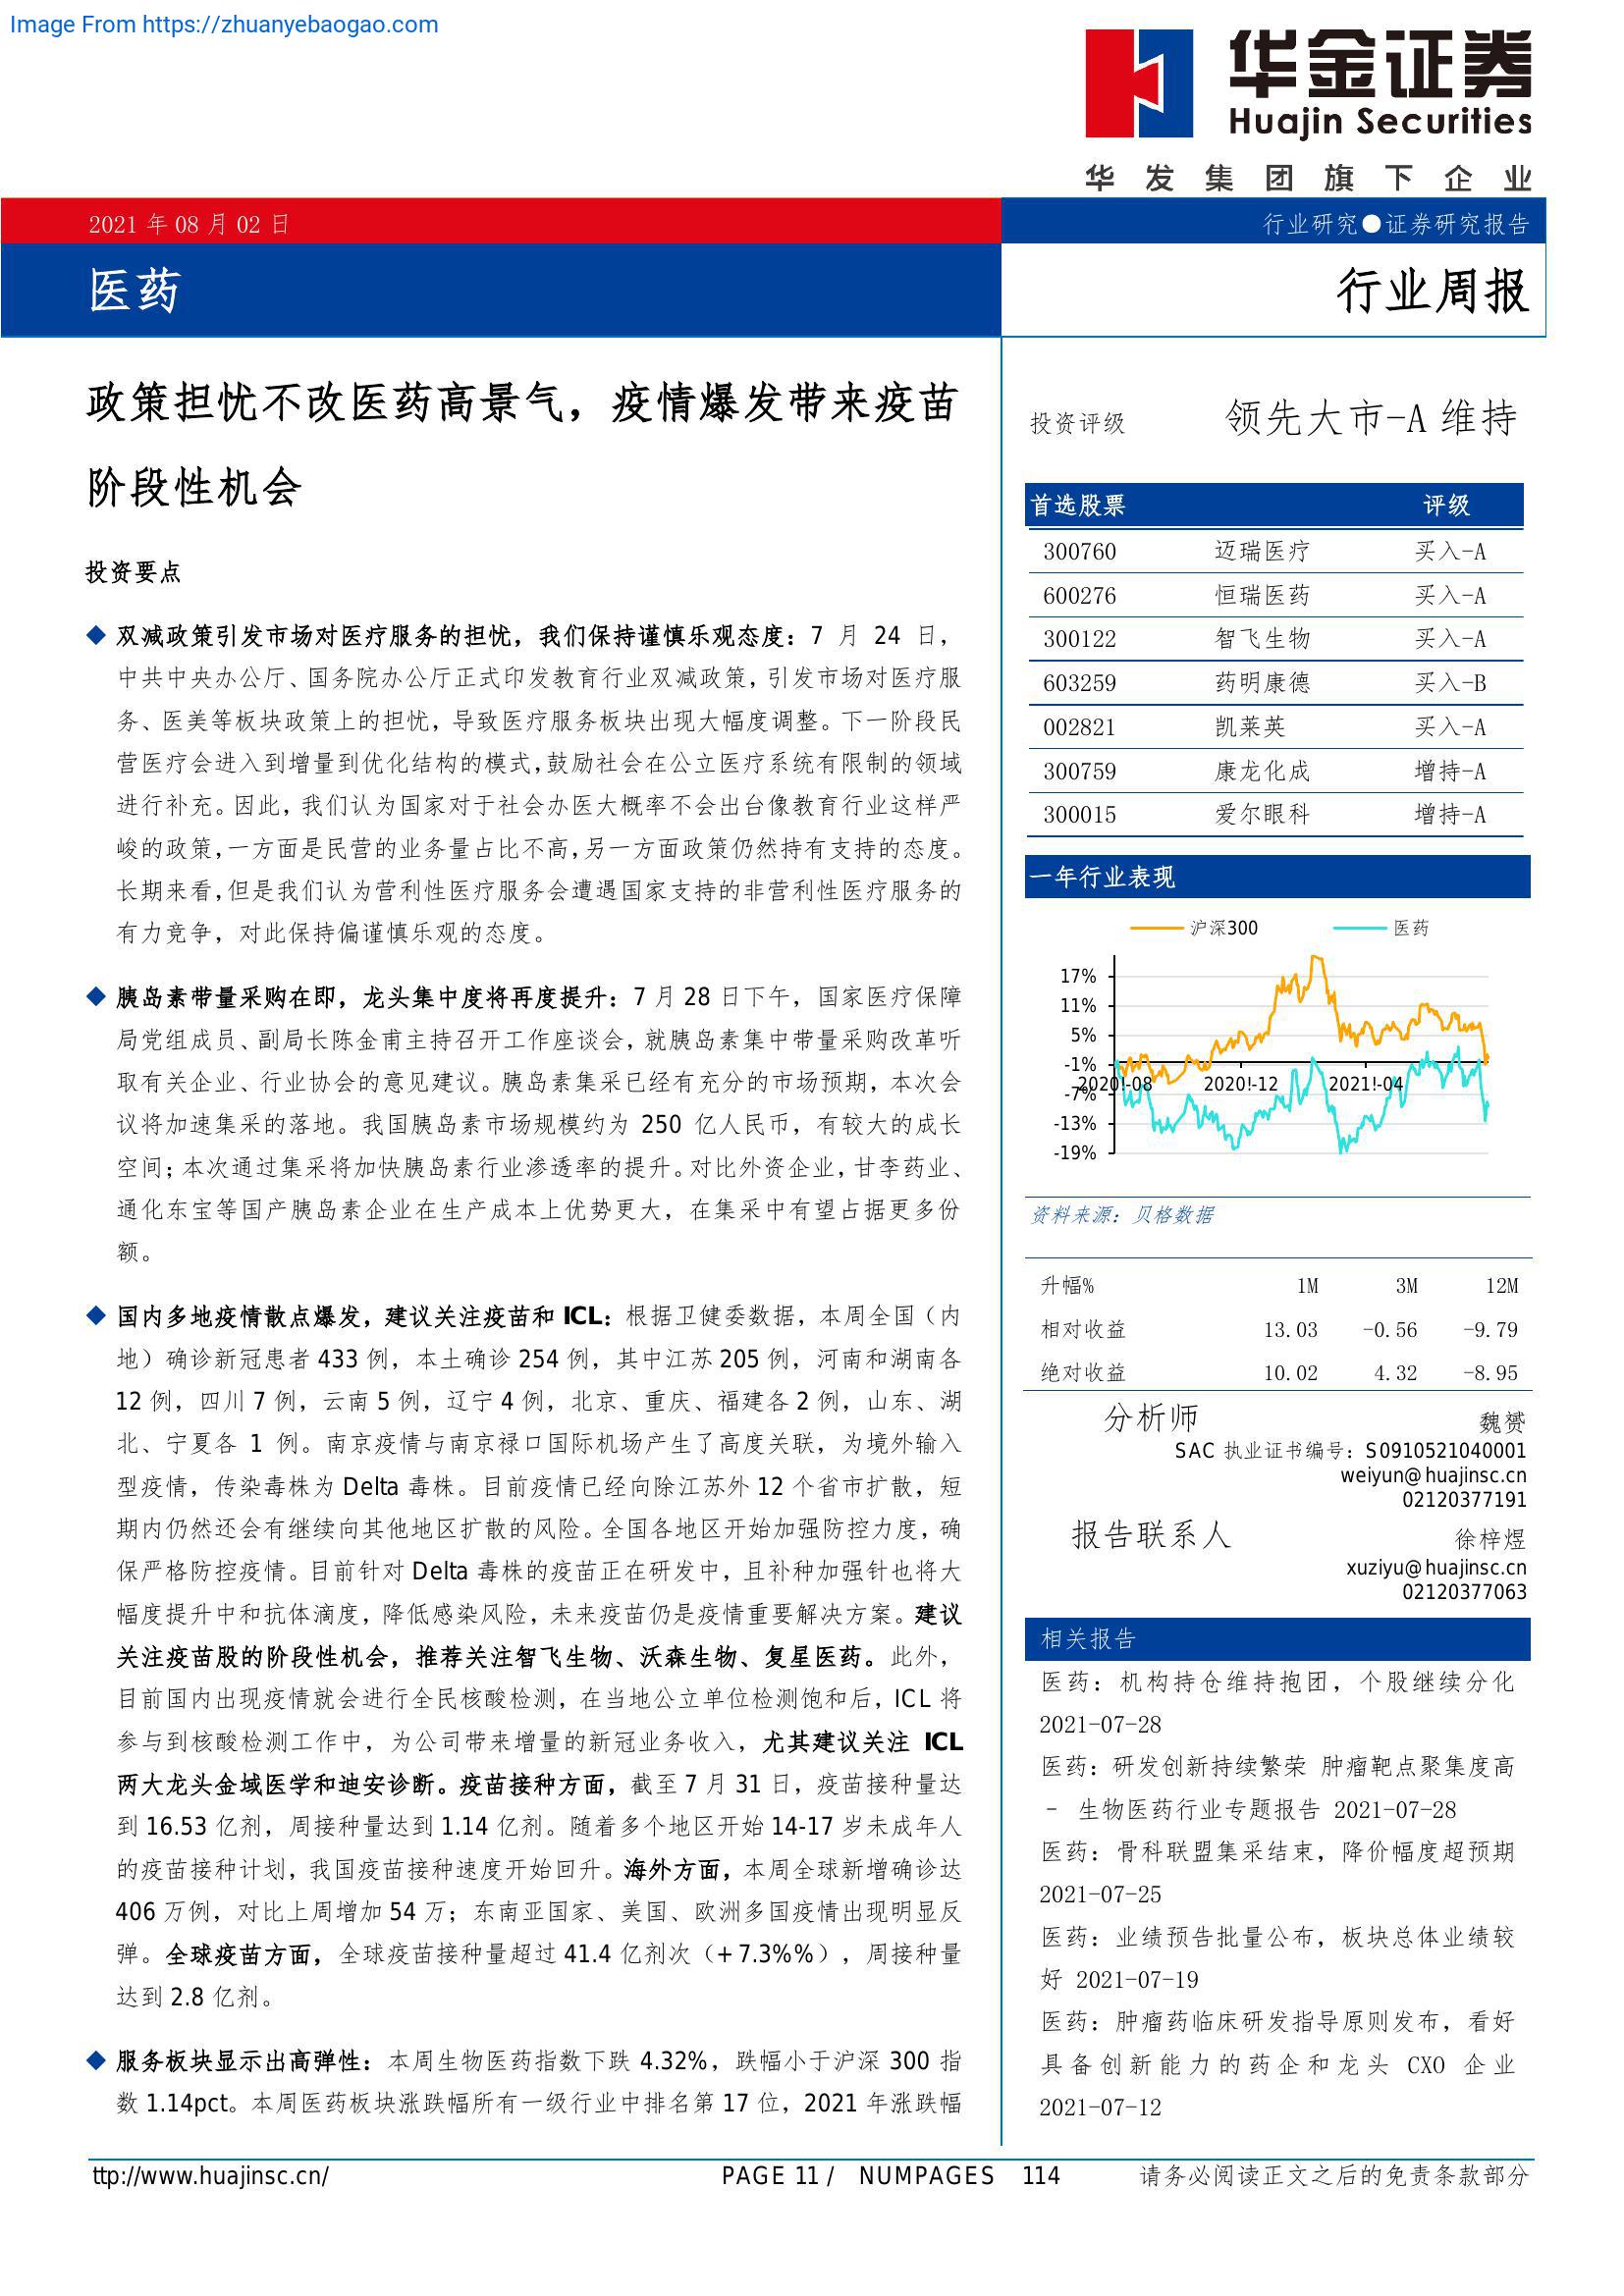 Image From https://zhuanyebaogao.com
华金证券
Huajin Securities
华发集团旗下企业
2021 年 08 月 02 日
行业研究●证券研究报告
医药
行业周报
政策担忧不改医药高景气，疫情爆发带来疫苗
阶段性机会
投资要点
◆ 双减政策引发市场对医疗服务的担忧，我们保持谨慎乐观态度：7 月 24 日，
中共中央办公厅、国务院办公厅正式印发教育行业双减政策，引发市场对医疗服
务、医美等板块政策上的担忧，导致医疗服务板块出现大幅度调整。下一阶段民
营医疗会进入到增量到优化结构的模式，鼓励社会在公立医疗系统有限制的领域
进行补充。因此，我们认为国家对于社会办医大概率不会出台像教育行业这样严
峻的政策，一方面是民营的业务量占比不高，另一方面政策仍然持有支持的态度。
长期来看，但是我们认为营利性医疗服务会遭遇国家支持的非营利性医疗服务的
有力竞争，对此保持偏谨慎乐观的态度。
◆ 胰岛素带量采购在即，龙头集中度将再度提升：7 月 28 日下午，国家医疗保障
局党组成员、副局长陈金甫主持召开工作座谈会，就胰岛素集中带量采购改革听
取有关企业、行业协会的意见建议。胰岛素集采已经有充分的市场预期，本次会
议将加速集采的落地。我国胰岛素市场规模约为 250 亿人民币，有较大的成长
空间；本次通过集采将加快胰岛素行业渗透率的提升。对比外资企业，甘李药业、
通化东宝等国产胰岛素企业在生产成本上优势更大，在集采中有望占据更多份
额。
◆ 国内多地疫情散点爆发，建议关注疫苗和 ICL：根据卫健委数据，本周全国（内
地）确诊新冠患者 433 例，本土确诊 254 例，其中江苏 205 例，河南和湖南各
12 例，四川 7 例，云南 5 例，辽宁 4 例，北京、重庆、福建各 2 例，山东、湖
北、宁夏各 1 例。南京疫情与南京禄口国际机场产生了高度关联，为境外输入
型疫情，传染毒株为 Delta 毒株。目前疫情已经向除江苏外 12 个省市扩散，短
期内仍然还会有继续向其他地区扩散的风险。全国各地区开始加强防控力度，确
保严格防控疫情。目前针对 Delta 毒株的疫苗正在研发中，且补种加强针也将大
幅度提升中和抗体滴度，降低感染风险，未来疫苗仍是疫情重要解决方案。建议
关注疫苗股的阶段性机会，推荐关注智飞生物、沃森生物、复星医药。此外，
目前国内出现疫情就会进行全民核酸检测，在当地公立单位检测饱和后，ICL 将
参与到核酸检测工作中，为公司带来增量的新冠业务收入，尤其建议关注 ICL
两大龙头金域医学和迪安诊断。疫苗接种方面，截至 7 月 31 日，疫苗接种量达
到 16.53 亿剂，周接种量达到 1.14 亿剂。随着多个地区开始 14-17 岁未成年人
的疫苗接种计划，我国疫苗接种速度开始回升。海外方面，本周全球新增确诊达
406 万例，对比上周增加 54 万；东南亚国家、美国、欧洲多国疫情出现明显反
弹。全球疫苗方面，全球疫苗接种量超过 41.4 亿剂次（+7.3%%），周接种量
达到 2.8 亿剂。
◆ 服务板块显示出高弹性：本周生物医药指数下跌 4.32%，跌幅小于沪深 300 指
数 1.14pct。本周医药板块涨跌幅所有一级行业中排名第 17 位，2021 年涨跌幅
投资评级 领先大市-A 维持
首选股票 评级
300760 迈瑞医疗 买入-A
600276 恒瑞医药 买入-A
300122 智飞生物 买入-A
603259 药明康德 买入-B
002821 凯莱英 买入-A
300759 康龙化成 增持-A
300015 爱尔眼科 增持-A
一年行业表现
沪深300 医药
17%
11%
5%
-1%
2020!-08 2020!-12 2021!-04
-7%
-13%
-19%
资料来源：贝格数据
升幅% 1M 3M 12M
相对收益 13.03 -0.56 -9.79
绝对收益 10.02 4.32 -8.95
分析师 魏赟
SAC 执业证书编号：S0910521040001
weiyun@huajinsc.cn
02120377191
报告联系人 徐梓煜
xuziyu@huajinsc.cn
02120377063
相关报告
医药：机构持仓维持抱团，个股继续分化
2021-07-28
医药：研发创新持续繁荣 肿瘤靶点聚集度高
- 生物医药行业专题报告 2021-07-28
医药：骨科联盟集采结束，降价幅度超预期
2021-07-25
医药：业绩预告批量公布，板块总体业绩较
好 2021-07-19
医药：肿瘤药临床研发指导原则发布，看好
具备创新能力的药企和龙头 CXO 企业
2021-07-12
ttp://www.huajinsc.cn/ PAGE 11 / NUMPAGES 114 请务必阅读正文之后的免责条款部分